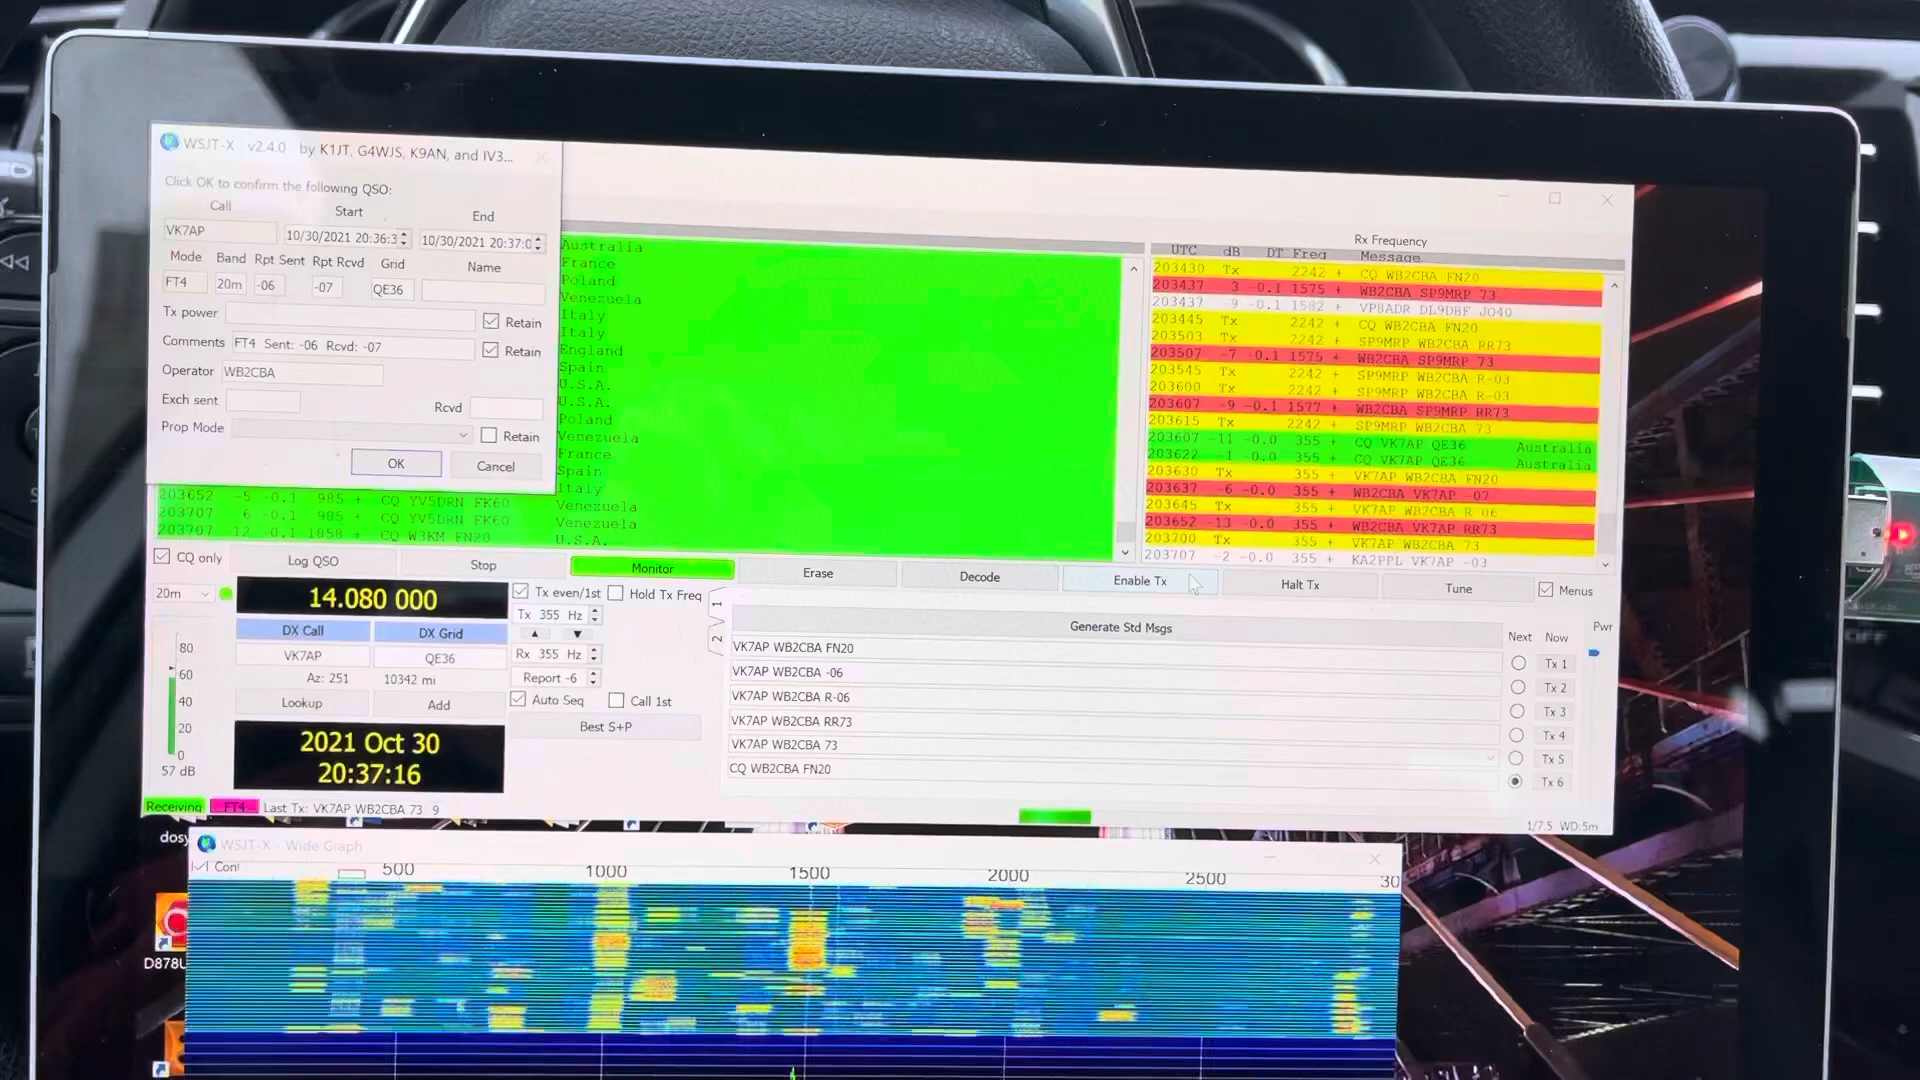 WSJT-X v2.4.0 by K1JT, G4WJS, K9AN, and IV3...
Click OK to confirm the following QSO:
Call Start End
VK7AP 10/30/2021 20:36:3 10/30/2021 20:37:0
Mode Band Rpt Sent Rpt Rcvd Grid Name
FT4 20m -06 -07 QE36
Tx power Retain
Comments FT4 Sent: -06 Rcvd: -07 Retain
Operator WB2CBA
Exch sent Rcvd
Prop Mode Retain
OK Cancel
Australia
France
Poland
Venezuela
Italy
Italy
England
Spain
U.S.A.
U.S.A.
Poland
Venezuela
France
Spain
Italy
203652 -5 -0.1 985 + CQ YV5DRN FK60 Venezuela
203707 6 -0.1 985 + CQ YV5DRN FK60 Venezuela
203707 -12 -0.1 1858 + CQ W3KM FN20 U.S.A.
Rx Frequency
UTC dB DT Freq Message
203430 Tx 2242 + CQ WB2CBA FN20
203437 3 -0.1 1575 + WB2CBA SP9MRP 73
203437 -9 -0.1 1582 + VP8ADR DL9DBF JO40
203445 Tx 2242 + CQ WB2CBA FN20
203503 Tx 2242 + SP9MRP WB2CBA RR73
203507 -7 -0.1 1575 + WB2CBA SP9MRP 73
203545 Tx 2242 + SP9MRP WB2CBA R-03
203600 Tx 2242 + SP9MRP WB2CBA R-03
203607 -9 -0.1 1577 + WB2CBA SP9MRP RR73
203615 Tx 2242 + SP9MRP WB2CBA 73
203607 -11 -0.0 355 + CQ VK7AP QE36 Australia
203622 -1 -0.0 355 + CQ VK7AP QE36 Australia
203630 Tx 355 + VK7AP WB2CBA FN20
203637 -6 -0.0 355 + WB2CBA VK7AP -07
203645 Tx 355 + VK7AP WB2CBA R-06
203652 -13 -0.0 355 + WB2CBA VK7AP RR73
203700 Tx 355 + VK7AP WB2CBA 73
203707 -2 -0.0 355 + KA2PPL VK7AP -03
CQ only Log QSO Stop Monitor Erase Decode Enable Tx Halt Tx Tune Menus
20m 14.080 000 Tx even/1st Hold Tx Freq
Tx 355 Hz
DX Call DX Grid
VK7AP QE36
Rx 355 Hz
Az: 251 10342 mi
Report -6
Lookup Add
Auto Seq Call 1st
Best S+P
2021 Oct 30
20:37:16
80
60
40
20
0
57 dB
1
2
Generate Std Msgs Next Now Pwr
VK7AP WB2CBA FN20 Tx 1
VK7AP WB2CBA -06 Tx 2
VK7AP WB2CBA R-06 Tx 3
VK7AP WB2CBA RR73 Tx 4
VK7AP WB2CBA 73 Tx 5
CQ WB2CBA FN20 Tx 6
Receiving FT4 Last Tx: VK7AP WB2CBA 73 9
1/7.5 WD:5m
WSJT-X - Wide Graph
500 1000 1500 2000 2500 30
D878U
OFF